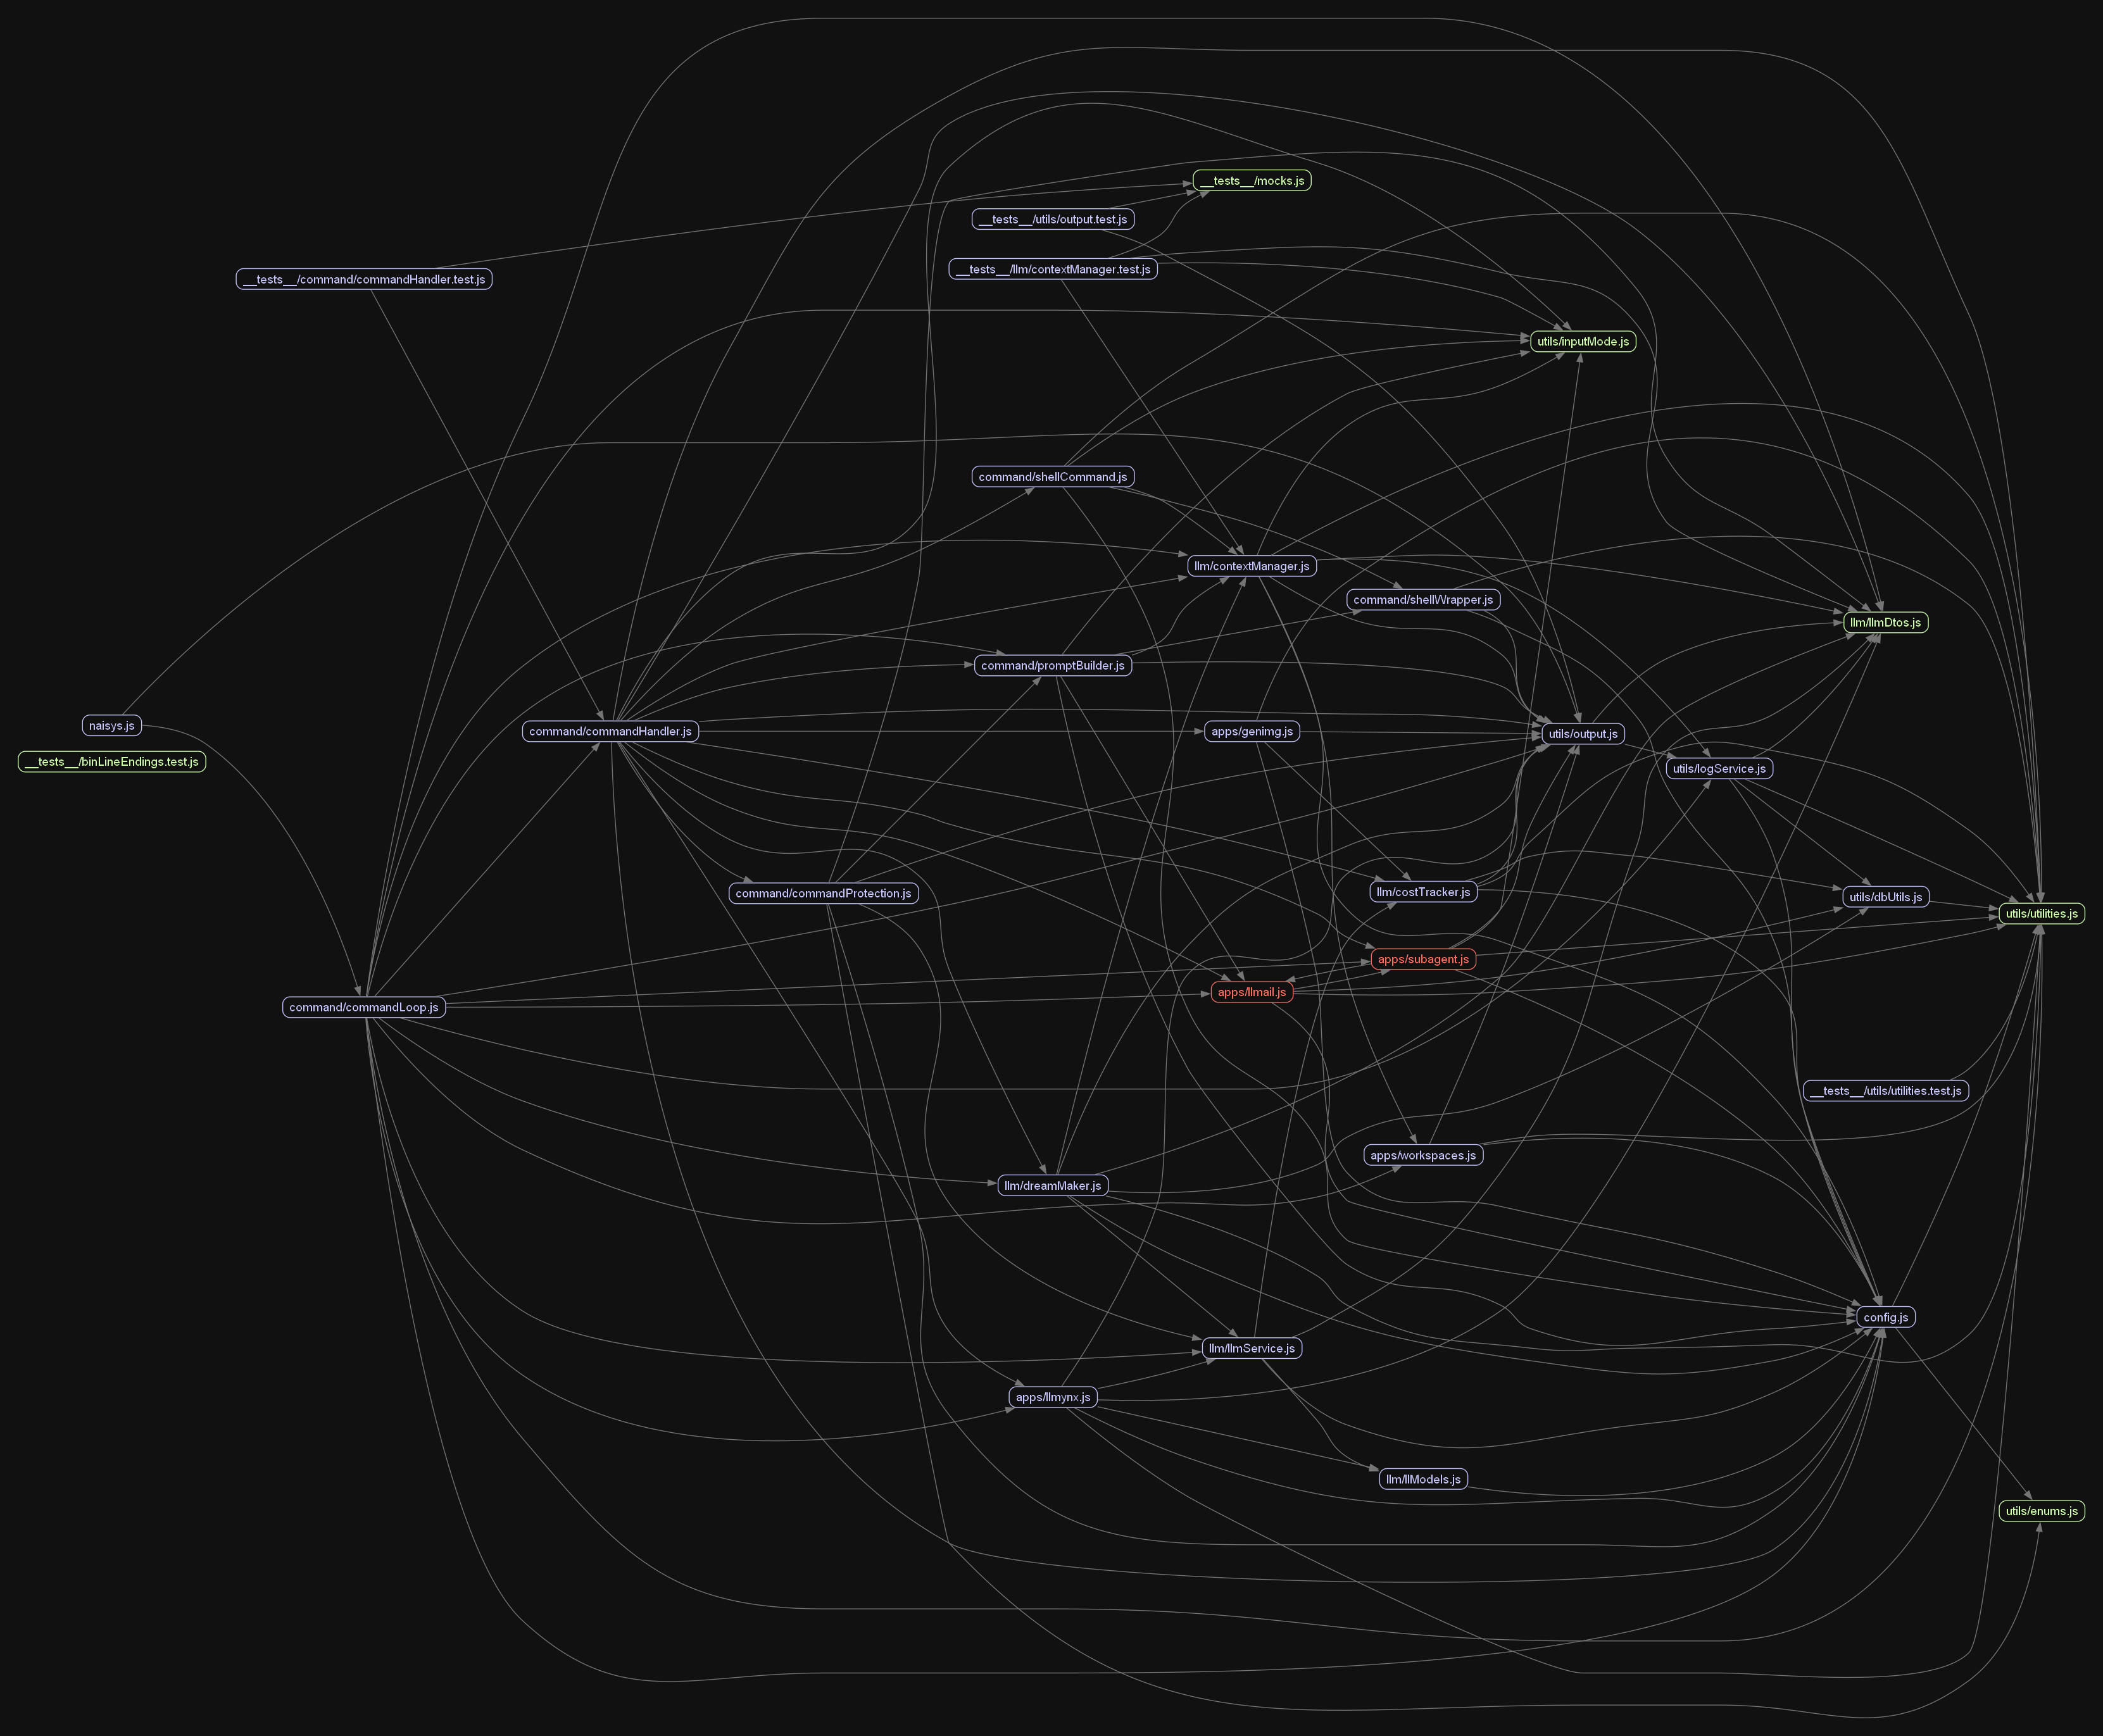 __tests__/mocks.js
__tests__/utils/output.test.js
__tests__/llm/contextManager.test.js
__tests__/command/commandHandler.test.js
utils/inputMode.js
command/shellCommand.js
llm/contextManager.js
command/shellWrapper.js
llm/llmDtos.js
command/promptBuilder.js
naisys.js
command/commandHandler.js
apps/genimg.js
utils/output.js
__tests__/binLineEndings.test.js
utils/logService.js
command/commandProtection.js
llm/costTracker.js
utils/dbUtils.js
utils/utilities.js
apps/subagent.js
apps/llmail.js
command/commandLoop.js
__tests__/utils/utilities.test.js
apps/workspaces.js
llm/dreamMaker.js
config.js
llm/llmService.js
apps/llmynx.js
llm/llModels.js
utils/enums.js